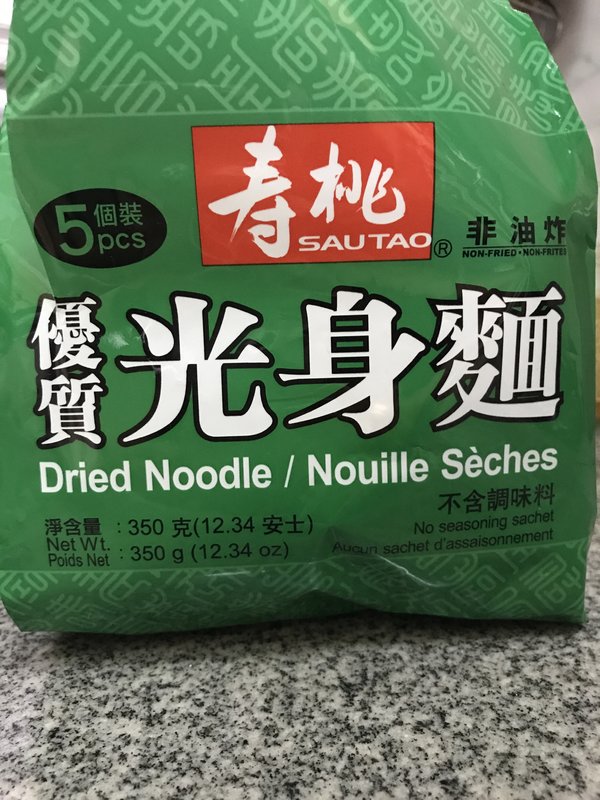 寿桃
SAUTAO®
5個裝
pcs
非油炸
NON-FRIED · NON-FRITES
優質
光身麵
Dried Noodle / Nouille Sèches
不含調味料
No seasoning sachet
Aucun sachet d'assaisonnement
淨含量 : 350 克(12.34 安士)
Net Wt.
Poids Net : 350 g (12.34 oz)